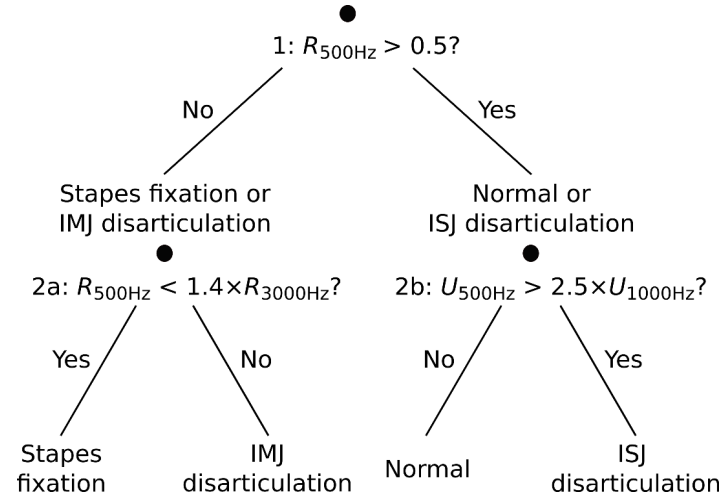 1: R500Hz > 0.5?
No
Yes
Stapes fixation or
IMJ disarticulation
Normal or
ISJ disarticulation
2a: R500Hz < 1.4×R3000Hz?
2b: U500Hz > 2.5×U1000Hz?
Yes
No
No
Yes
Stapes
fixation
IMJ
disarticulation
Normal
ISJ
disarticulation